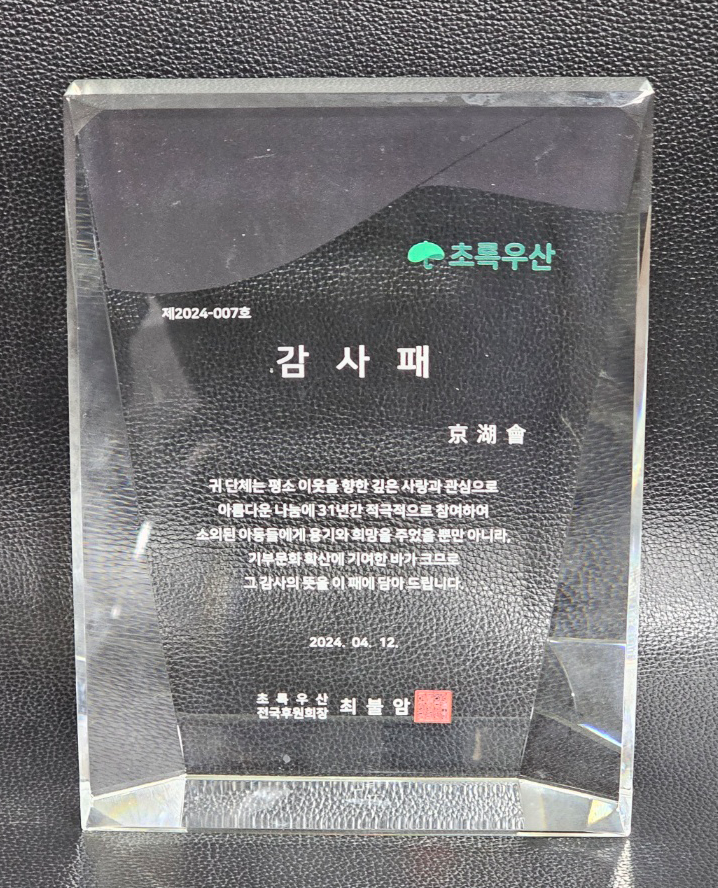 초록우산
제2024-007호
감 사 패
京 湖 會
귀 단체는 평소 이웃을 향한 깊은 사랑과 관심으로
아름다운 나눔에 31년간 적극적으로 참여하여
소외된 아동들에게 용기와 희망을 주었을 뿐만 아니라,
기부문화 확산에 기여한 바가 크므로
그 감사의 뜻을 이 패에 담아 드립니다.
2024. 04. 12.
초 록 우 산
전국후원회장 최 불 암